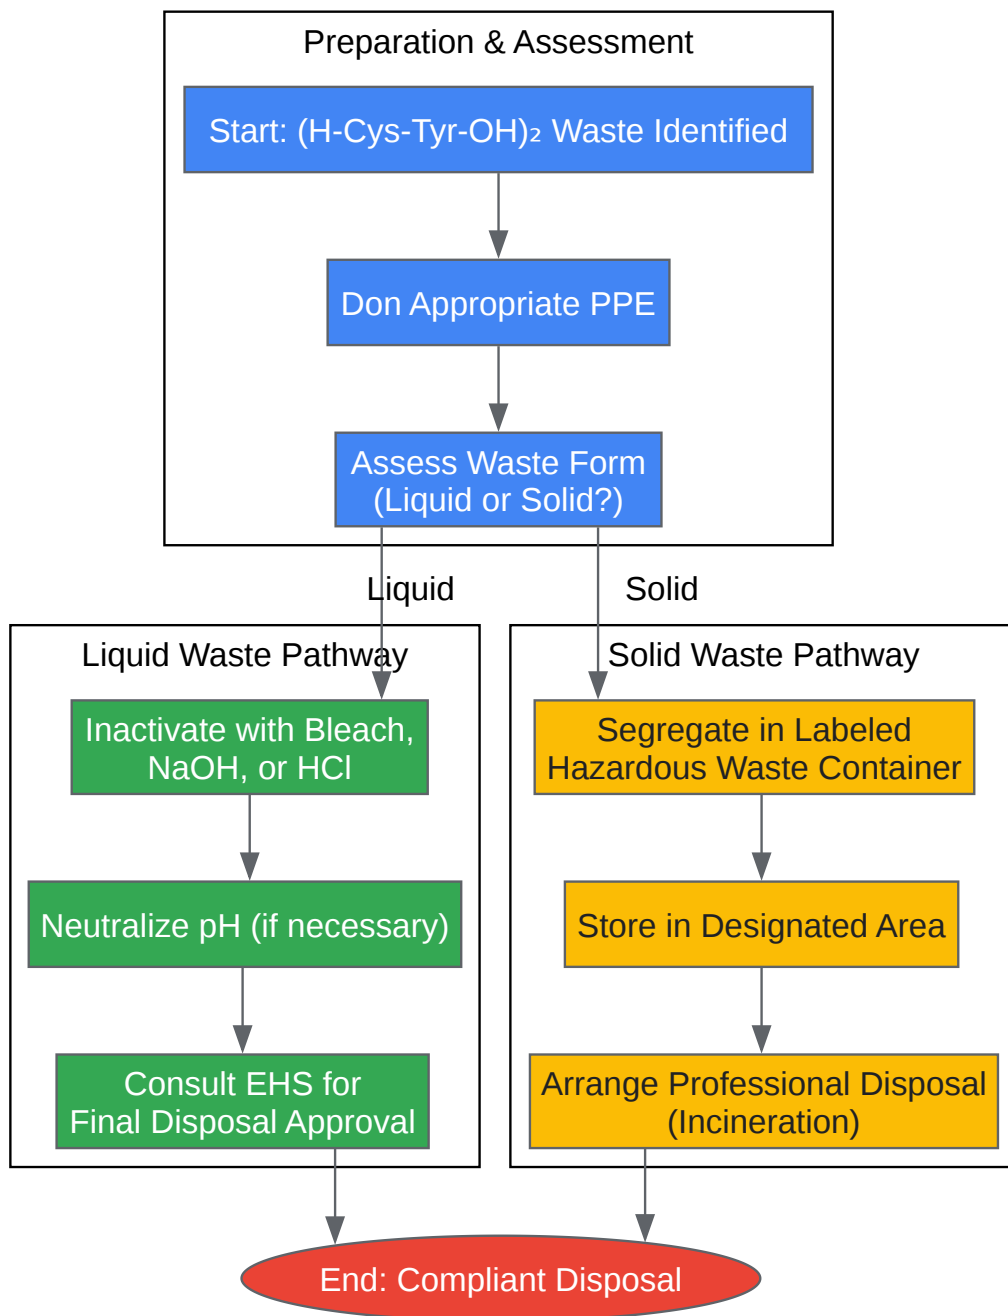 Preparation & Assessment
Start: (H-Cys-Tyr-OH)₂ Waste Identified
Don Appropriate PPE
Assess Waste Form
(Liquid or Solid?)
Liquid
Solid
Liquid Waste Pathway
Inactivate with Bleach,
NaOH, or HCl
Neutralize pH (if necessary)
Consult EHS for
Final Disposal Approval
Solid Waste Pathway
Segregate in Labeled
Hazardous Waste Container
Store in Designated Area
Arrange Professional Disposal
(Incineration)
End: Compliant Disposal